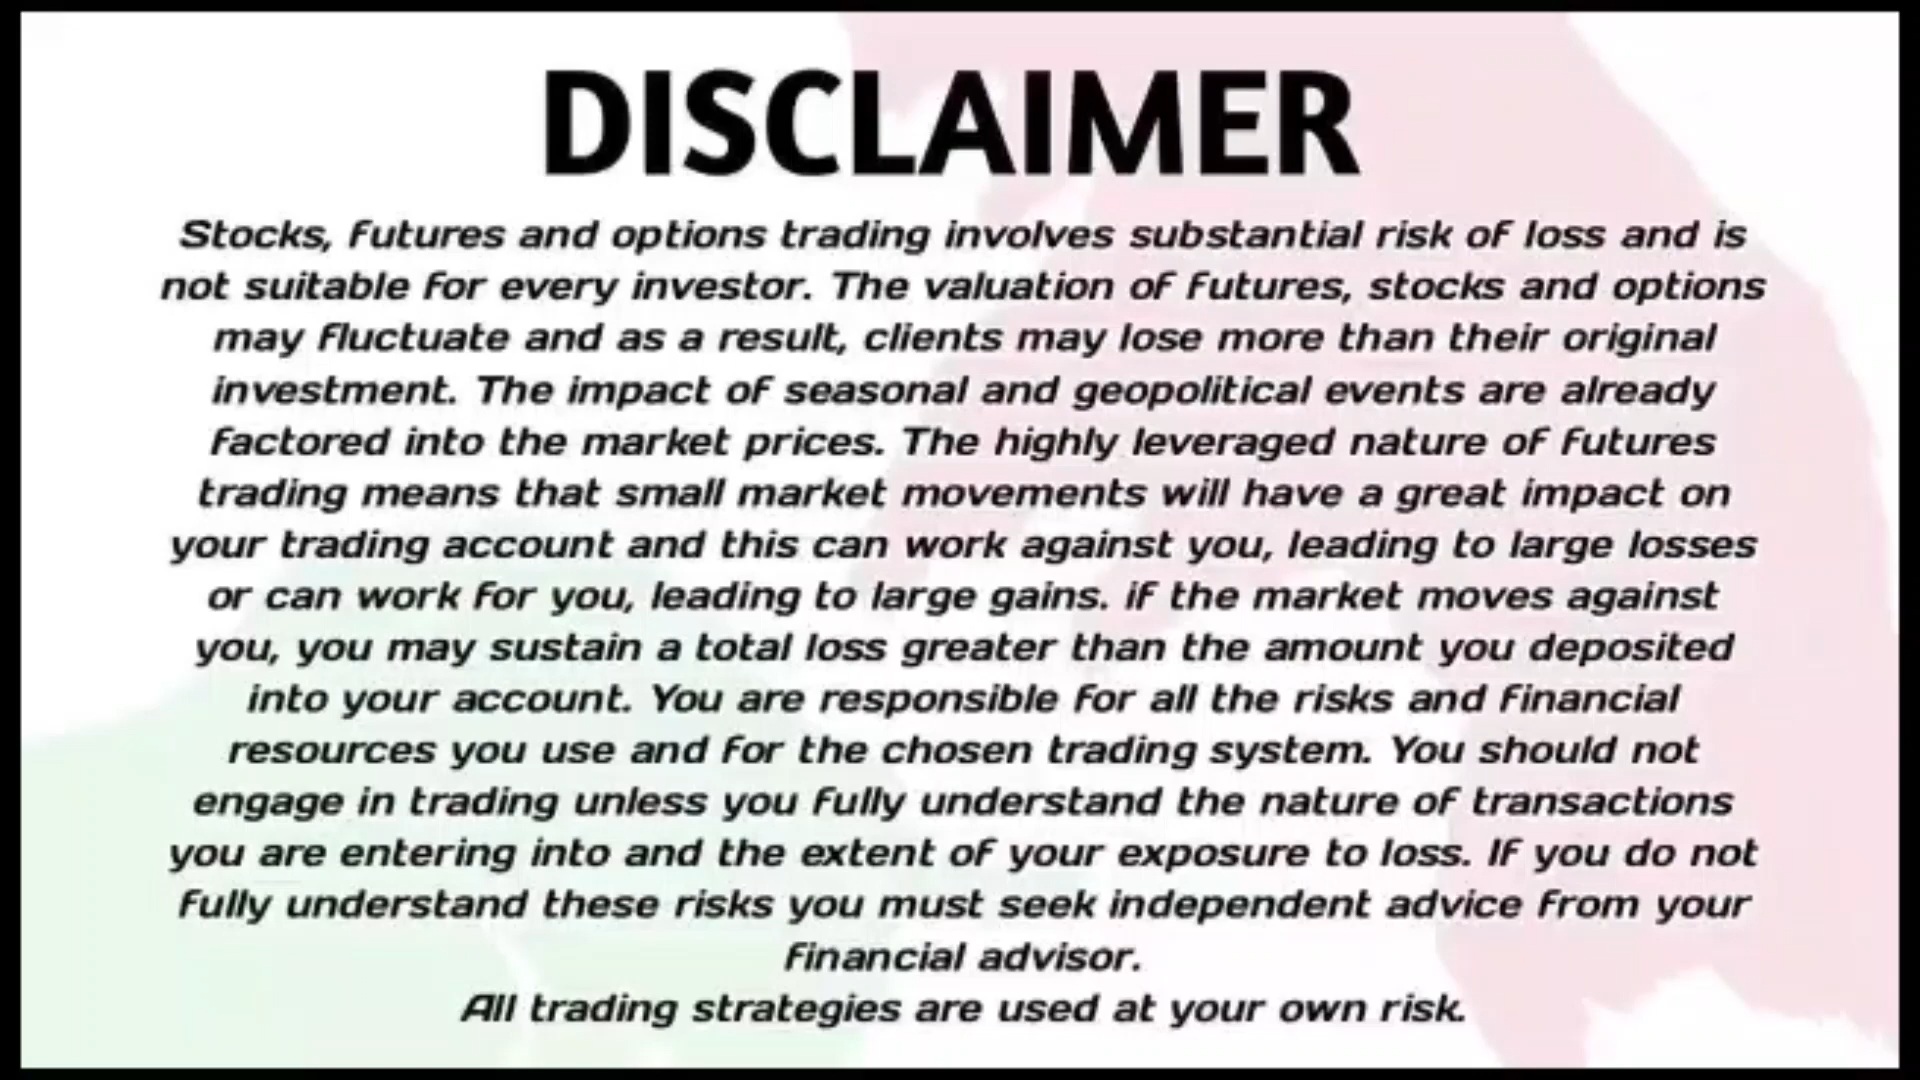 DISCLAIMER
Stocks, futures and options trading involves substantial risk of loss and is
not suitable for every investor. The valuation of futures, stocks and options
may fluctuate and as a result, clients may lose more than their original
investment. The impact of seasonal and geopolitical events are already
factored into the market prices. The highly leveraged nature of futures
trading means that small market movements will have a great impact on
your trading account and this can work against you, leading to large losses
or can work for you, leading to large gains. if the market moves against
you, you may sustain a total loss greater than the amount you deposited
into your account. You are responsible for all the risks and financial
resources you use and for the chosen trading system. You should not
engage in trading unless you fully understand the nature of transactions
you are entering into and the extent of your exposure to loss. If you do not
fully understand these risks you must seek independent advice from your
financial advisor.
All trading strategies are used at your own risk.